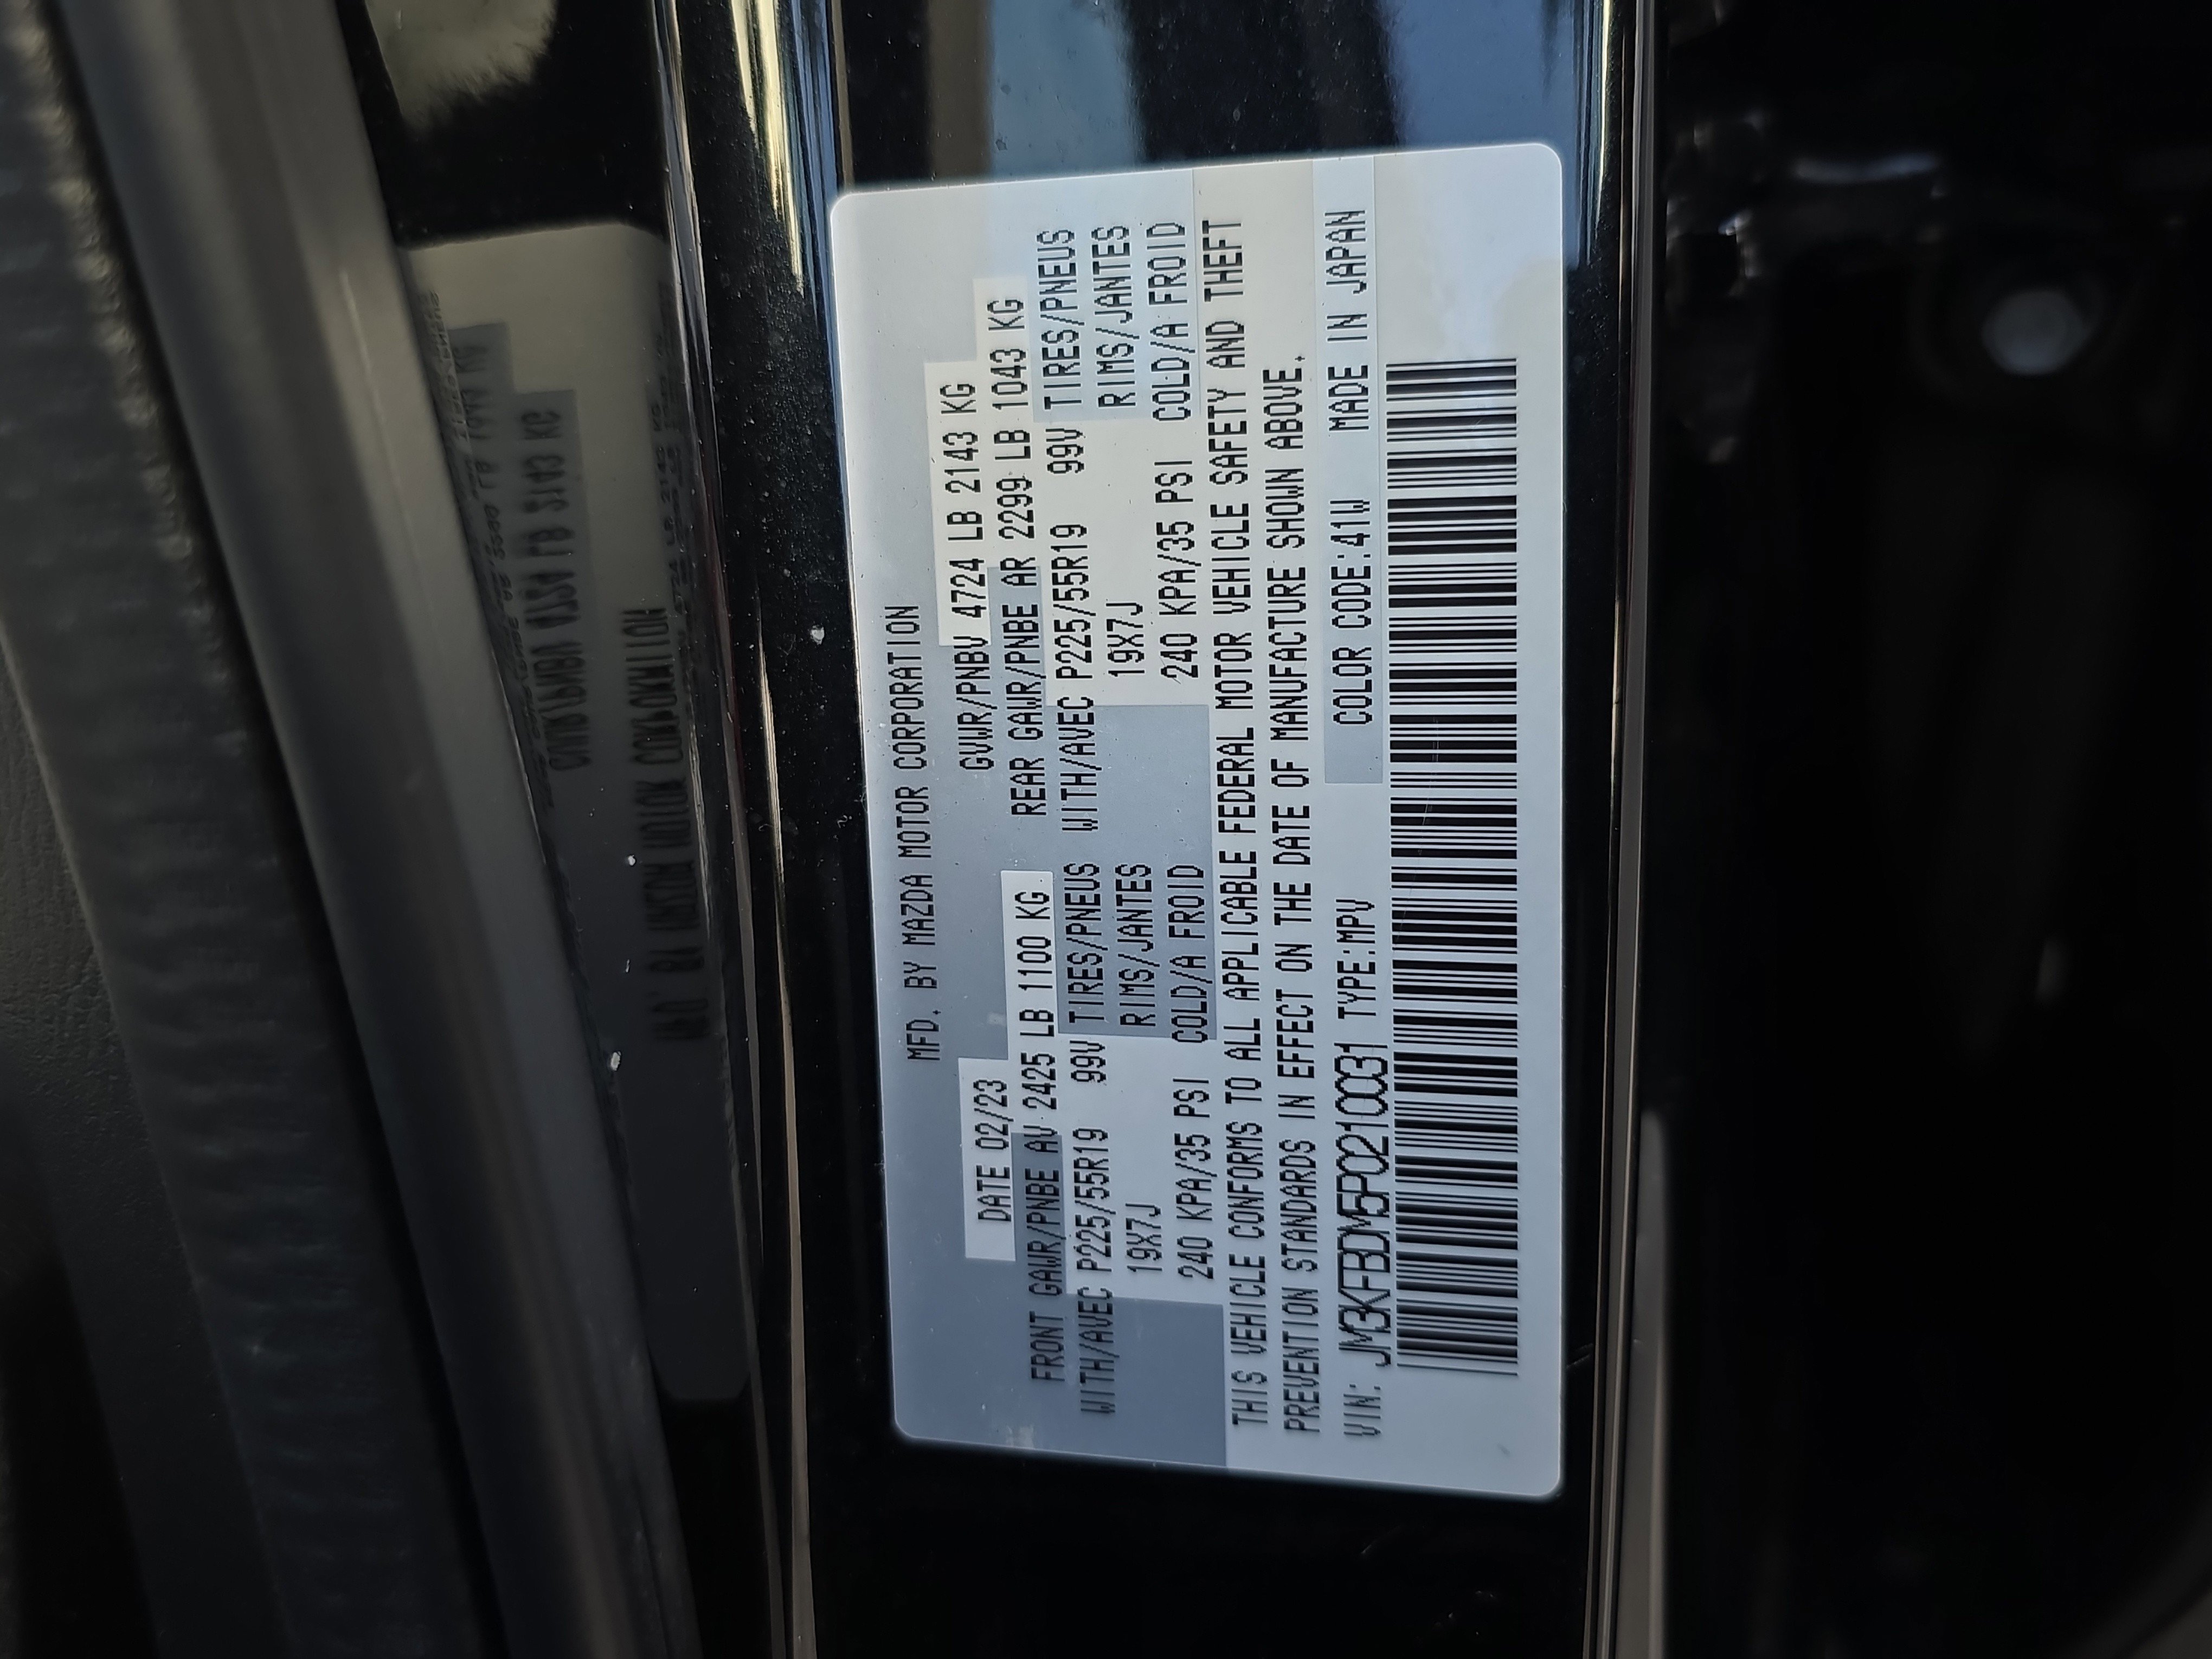 MFD. BY MAZDA MOTOR CORPORATION
DATE 02/23 GVWR/PNBV 4724 LB 2143 KG
FRONT GAWR/PNBE AV 2425 LB 1100 KG REAR GAWR/PNBE AR 2299 LB 1043 KG
WITH/AVEC P225/55R19 99V TIRES/PNEUS WITH/AVEC P225/55R19 99V TIRES/PNEUS
19X7J RIMS/JANTES 19X7J RIMS/JANTES
240 KPA/35 PSI COLD/A FROID 240 KPA/35 PSI COLD/A FROID
THIS VEHICLE CONFORMS TO ALL APPLICABLE FEDERAL MOTOR VEHICLE SAFETY AND THEFT
PREVENTION STANDARDS IN EFFECT ON THE DATE OF MANUFACTURE SHOWN ABOVE.
VIN: JM3KFBDM5P0210031 TYPE:MPV COLOR CODE:41W MADE IN JAPAN